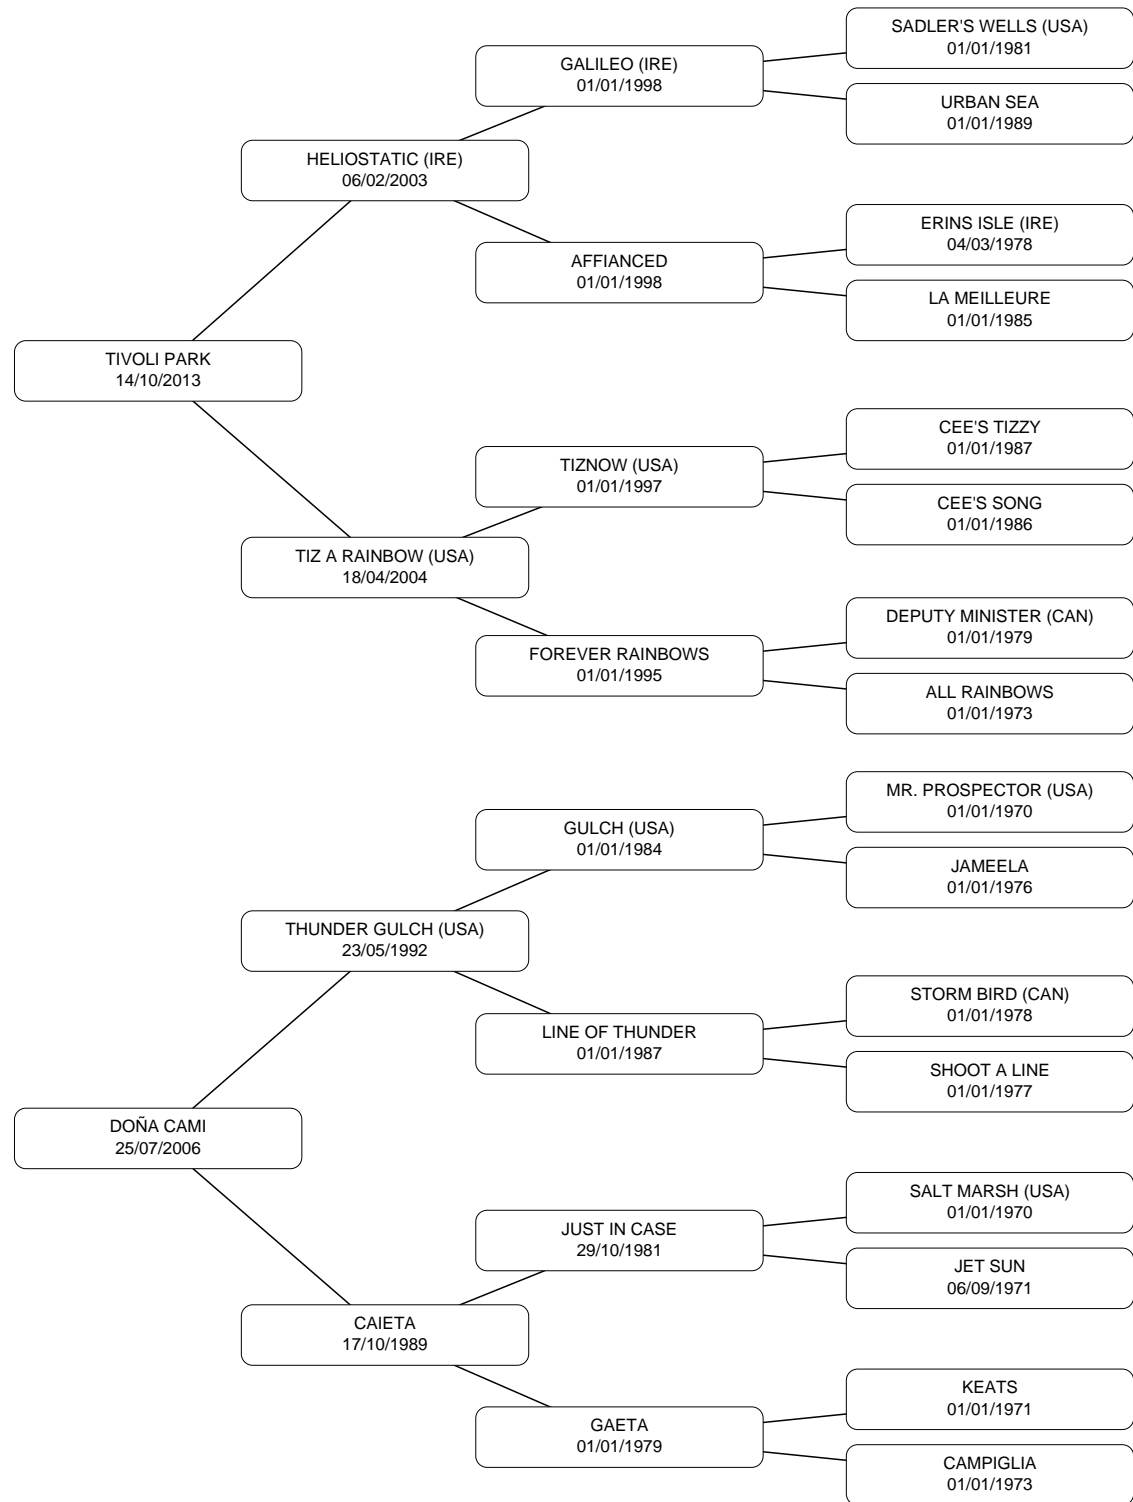 SADLER'S WELLS (USA)
01/01/1981
GALILEO (IRE)
01/01/1998
URBAN SEA
01/01/1989
HELIOSTATIC (IRE)
06/02/2003
ERINS ISLE (IRE)
04/03/1978
AFFIANCED
01/01/1998
LA MEILLEURE
01/01/1985
TIVOLI PARK
14/10/2013
CEE'S TIZZY
01/01/1987
TIZNOW (USA)
01/01/1997
CEE'S SONG
01/01/1986
TIZ A RAINBOW (USA)
18/04/2004
DEPUTY MINISTER (CAN)
01/01/1979
FOREVER RAINBOWS
01/01/1995
ALL RAINBOWS
01/01/1973
MR. PROSPECTOR (USA)
01/01/1970
GULCH (USA)
01/01/1984
JAMEELA
01/01/1976
THUNDER GULCH (USA)
23/05/1992
STORM BIRD (CAN)
01/01/1978
LINE OF THUNDER
01/01/1987
SHOOT A LINE
01/01/1977
DOÑA CAMI
25/07/2006
SALT MARSH (USA)
01/01/1970
JUST IN CASE
29/10/1981
JET SUN
06/09/1971
CAIETA
17/10/1989
KEATS
01/01/1971
GAETA
01/01/1979
CAMPIGLIA
01/01/1973